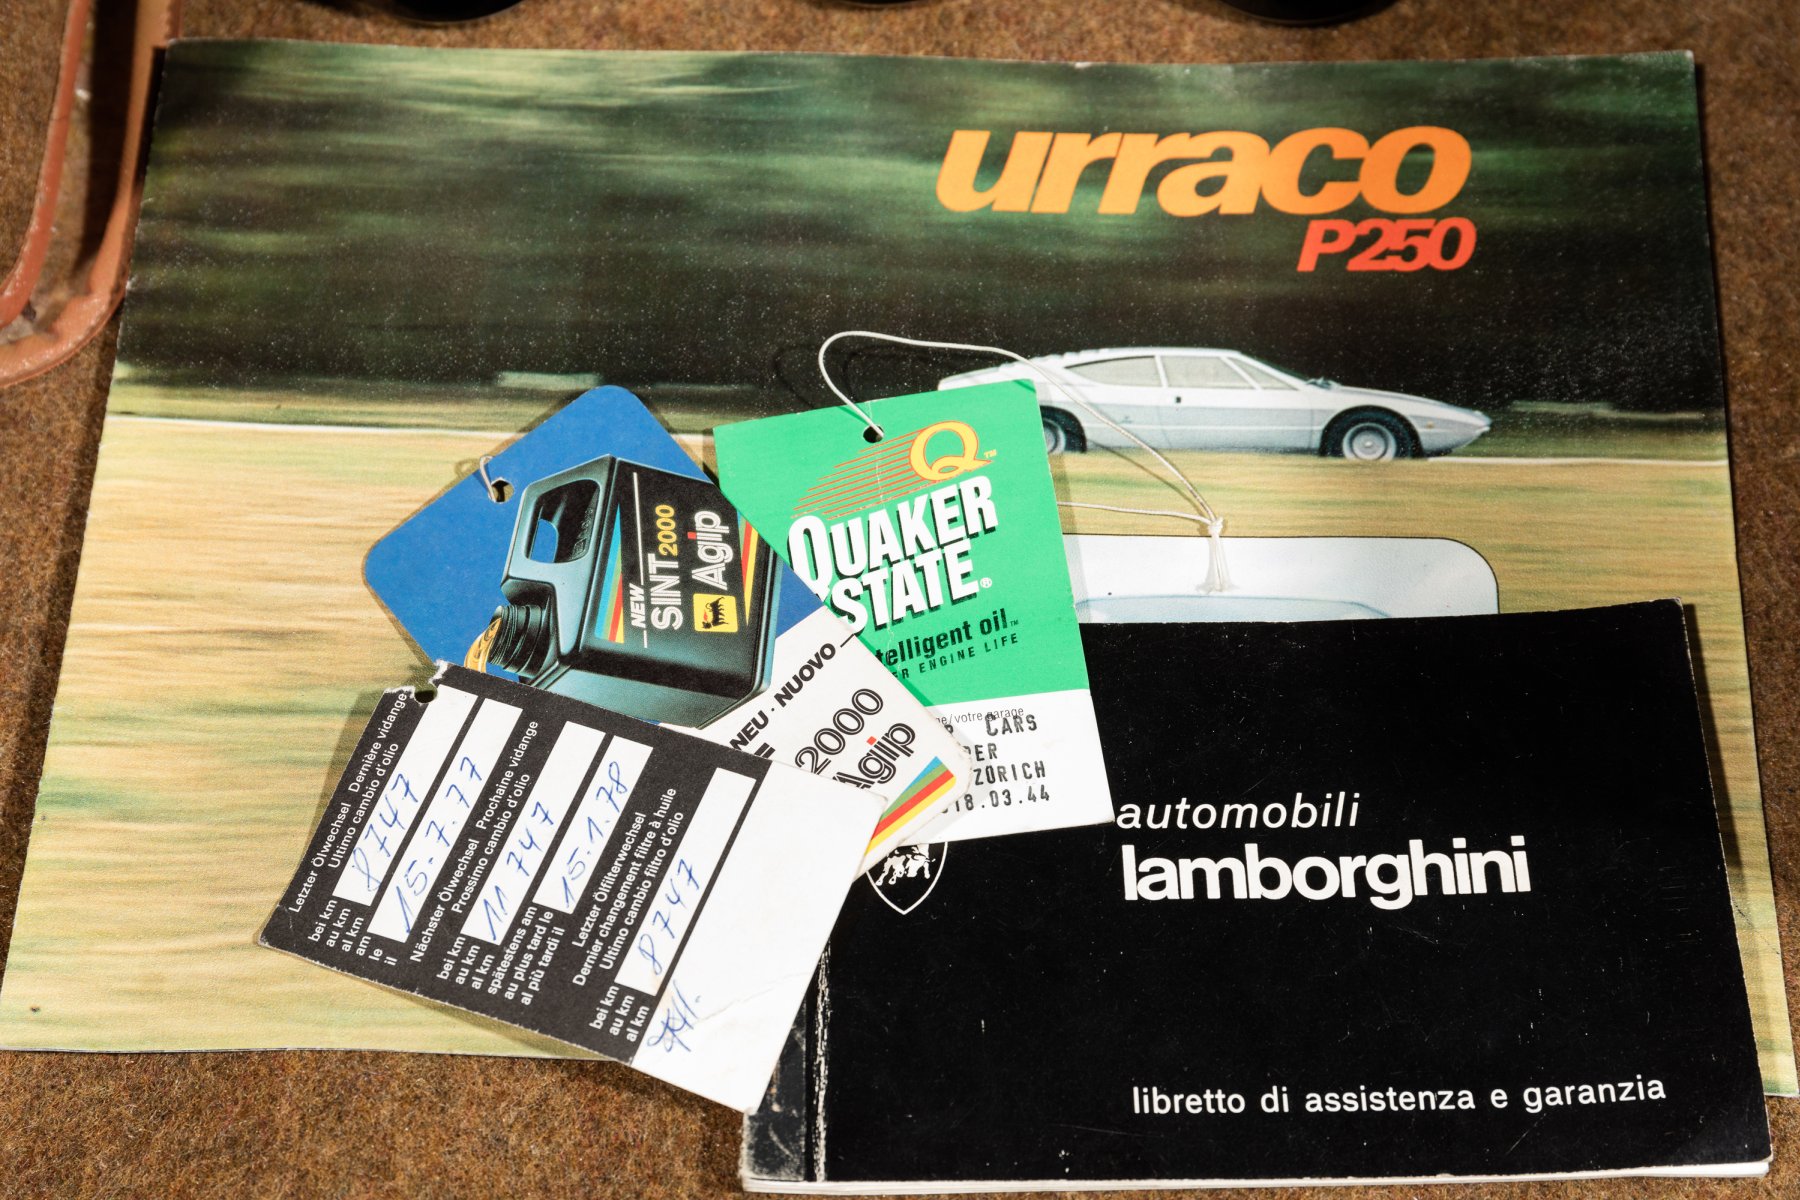 urraco
P250
Q™
QUAKER
STATE®
telligent oil™
ER ENGINE LIFE
ne/votre garage
CARS
ZÜRICH
18.03.44
NEW
SINT 2000
Agip
NEU · NUOVO
2000
Agip
Letzter Ölwechsel Dernière vidange
Ultimo cambio d'olio
bei km
au km
al km
8747
am
le
il
15.7.77
Nächster Ölwechsel Prochaine vidange
Prossimo cambio d'olio
bei km
au km
al km
11747
spätestens am
au plus tard le
al più tardi il
15.1.78
Letzter Ölfilterwechsel
Dernier changement filtre à huile
Ultimo cambio filtro d'olio
bei km
au km
al km
8747
automobili
lamborghini
libretto di assistenza e garanzia